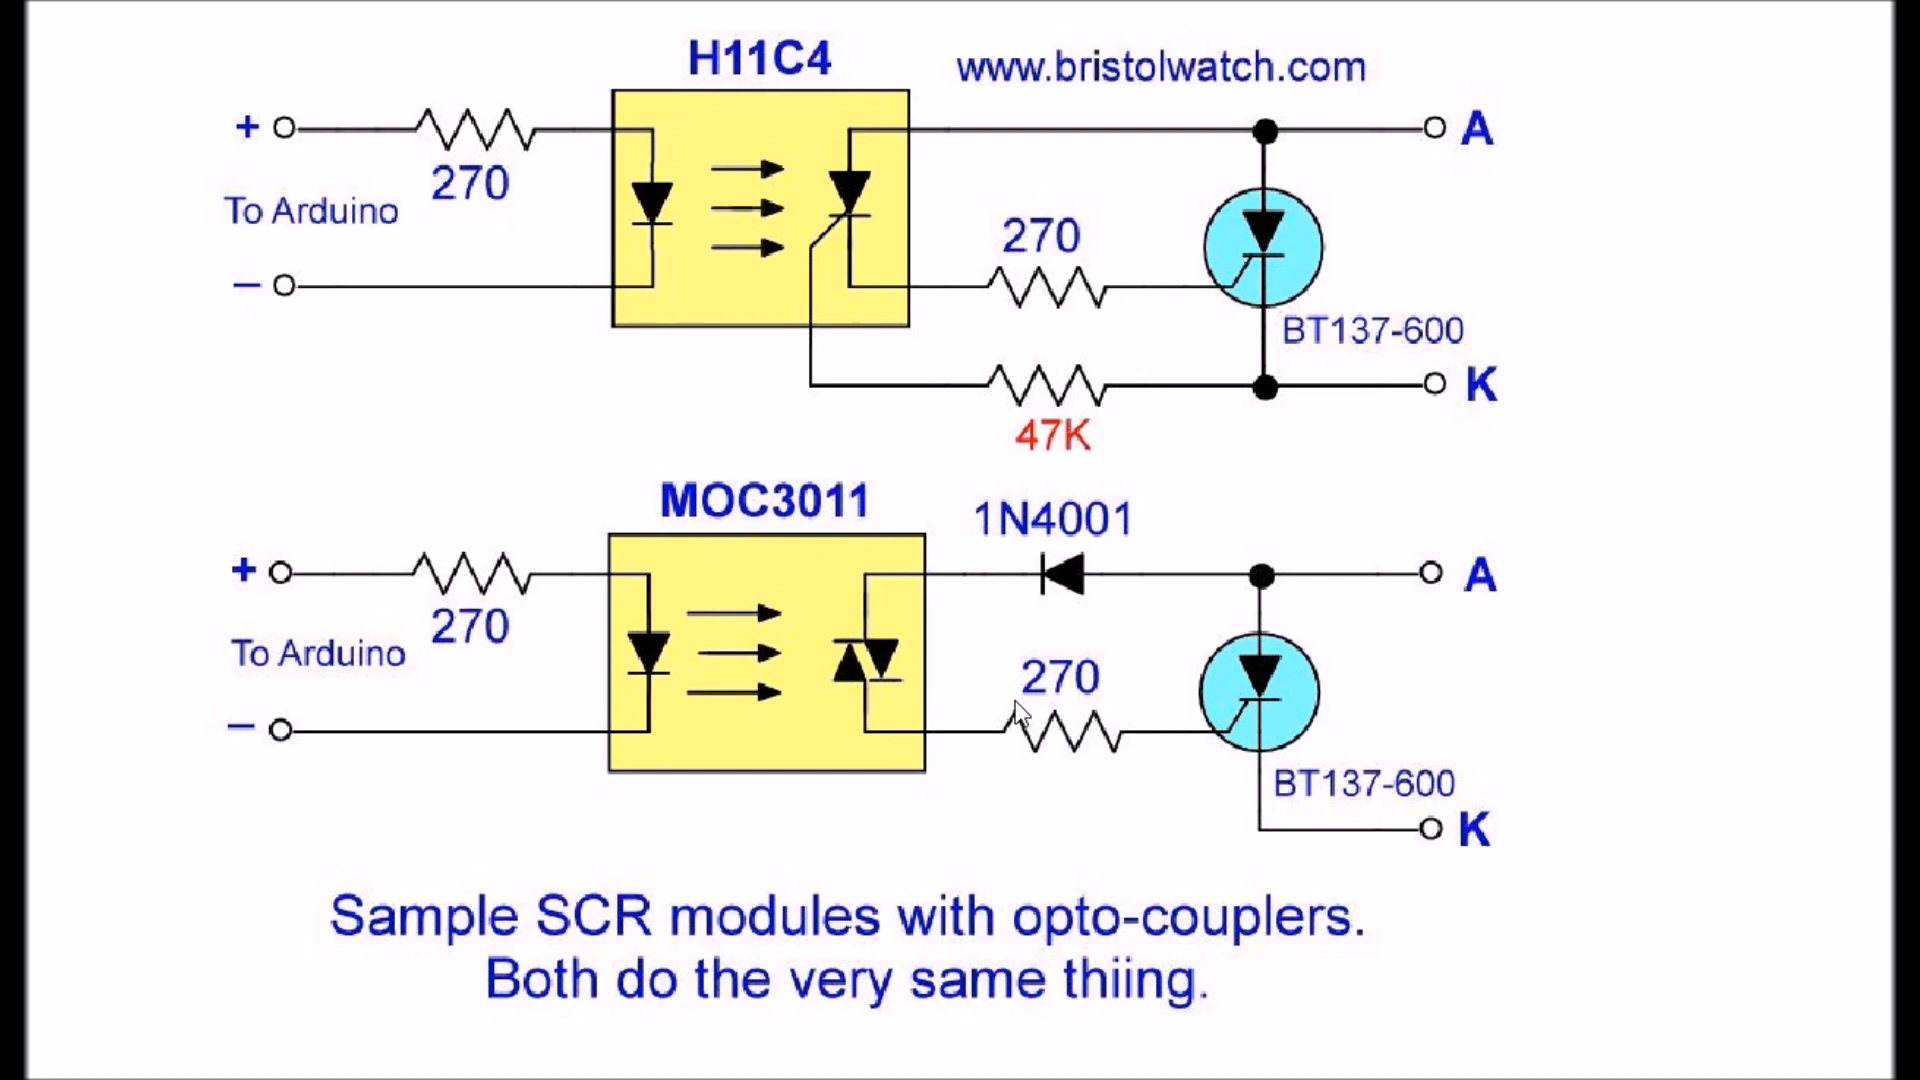 H11C4
www.bristolwatch.com
+
A
270
To Arduino
270
–
BT137-600
K
47K
MOC3011
1N4001
+
A
270
To Arduino
270
–
BT137-600
K
Sample SCR modules with opto-couplers.
Both do the very same thiing.